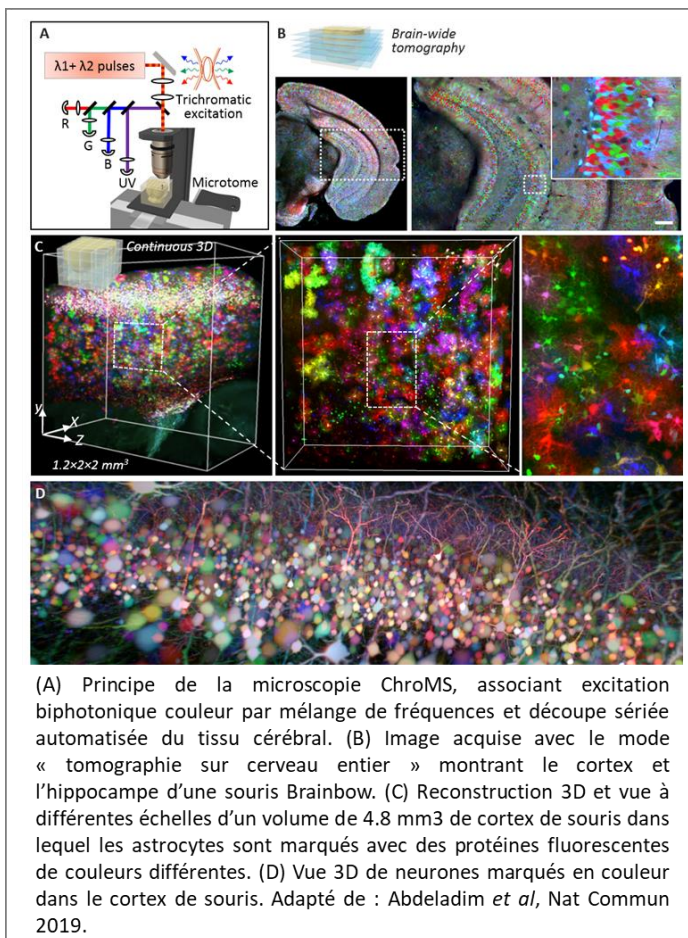 A
λ1+ λ2 pulses
Trichromatic
excitation
R
G
B
UV
Microtome
B
Brain-wide
tomography
C
Continuous 3D
y
X
Z
1.2×2×2 mm³
D
(A) Principe de la microscopie ChroMS, associant excitation
biphotonique couleur par mélange de fréquences et découpe sériée
automatisée du tissu cérébral. (B) Image acquise avec le mode
« tomographie sur cerveau entier » montrant le cortex et
l’hippocampe d’une souris Brainbow. (C) Reconstruction 3D et vue à
différentes échelles d’un volume de 4.8 mm3 de cortex de souris dans
lequel les astrocytes sont marqués avec des protéines fluorescentes
de couleurs différentes. (D) Vue 3D de neurones marqués en couleur
dans le cortex de souris. Adapté de : Abdeladim et al, Nat Commun
2019.